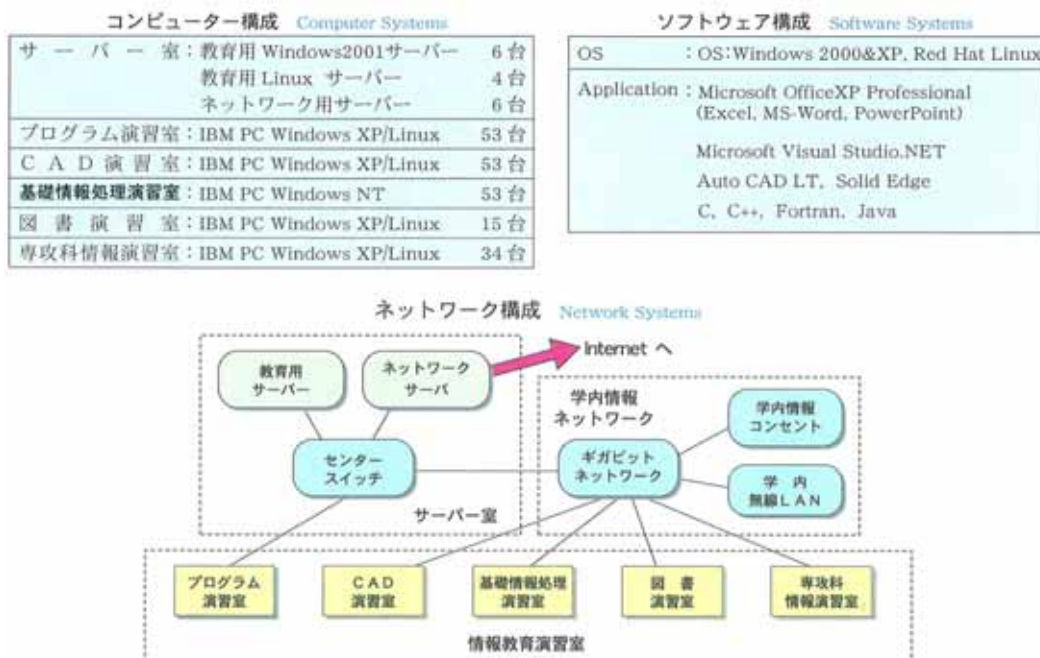 コンピューター構成 Computer Systems
サーバー室：教育用 Windows2001サーバー 6台
教育用 Linux サーバー 4台
ネットワーク用サーバー 6台
プログラム演習室：IBM PC Windows XP/Linux 53台
CAD演習室：IBM PC Windows XP/Linux 53台
基礎情報処理演習室：IBM PC Windows NT 53台
図書演習室：IBM PC Windows XP/Linux 15台
専攻科情報演習室：IBM PC Windows XP/Linux 34台
ソフトウェア構成 Software Systems
OS ：OS:Windows 2000&XP, Red Hat Linux
Application：Microsoft OfficeXP Professional
(Excel, MS-Word, PowerPoint)
Microsoft Visual Studio.NET
Auto CAD LT, Solid Edge
C, C++, Fortran, Java
ネットワーク構成 Network Systems
Internet へ
教育用
サーバー
ネットワーク
サーバ
センター
スイッチ
サーバー室
学内情報
ネットワーク
学内情報
コンセント
ギガビット
ネットワーク
学内
無線LAN
プログラム
演習室
CAD
演習室
基礎情報処理
演習室
図書
演習室
専攻科
情報演習室
情報教育演習室